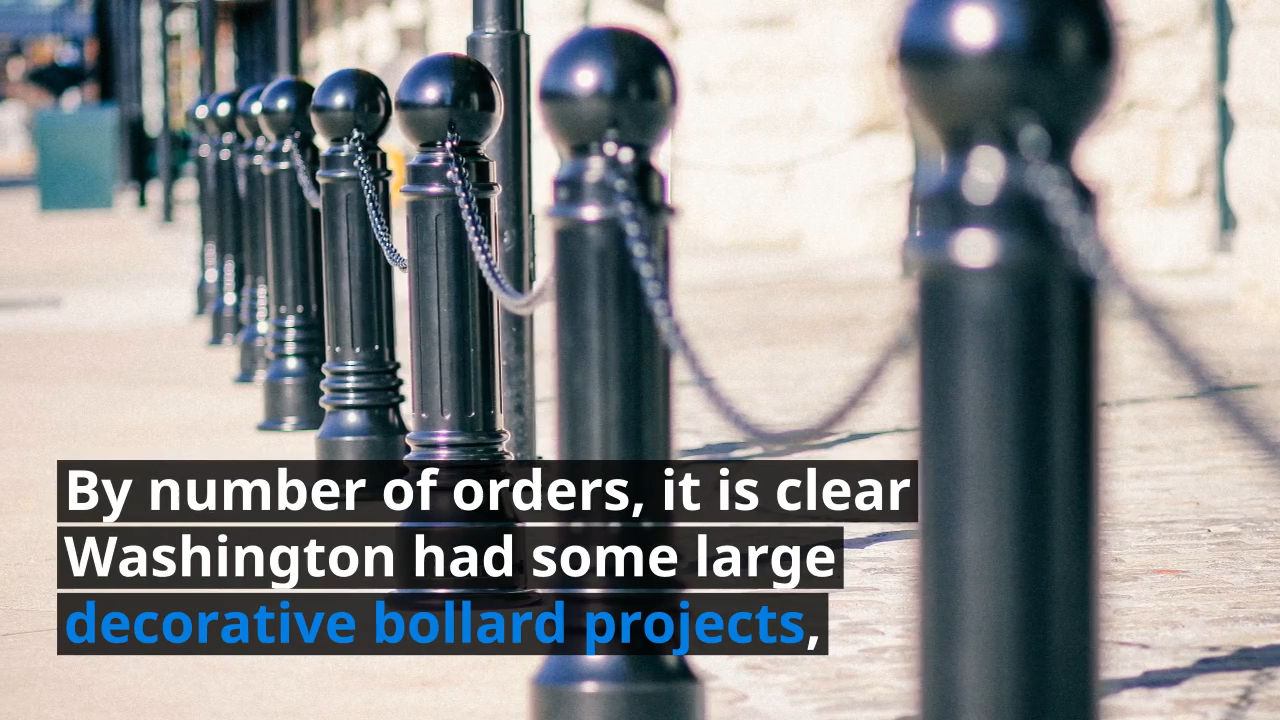 By number of orders, it is clear
Washington had some large
decorative bollard projects,